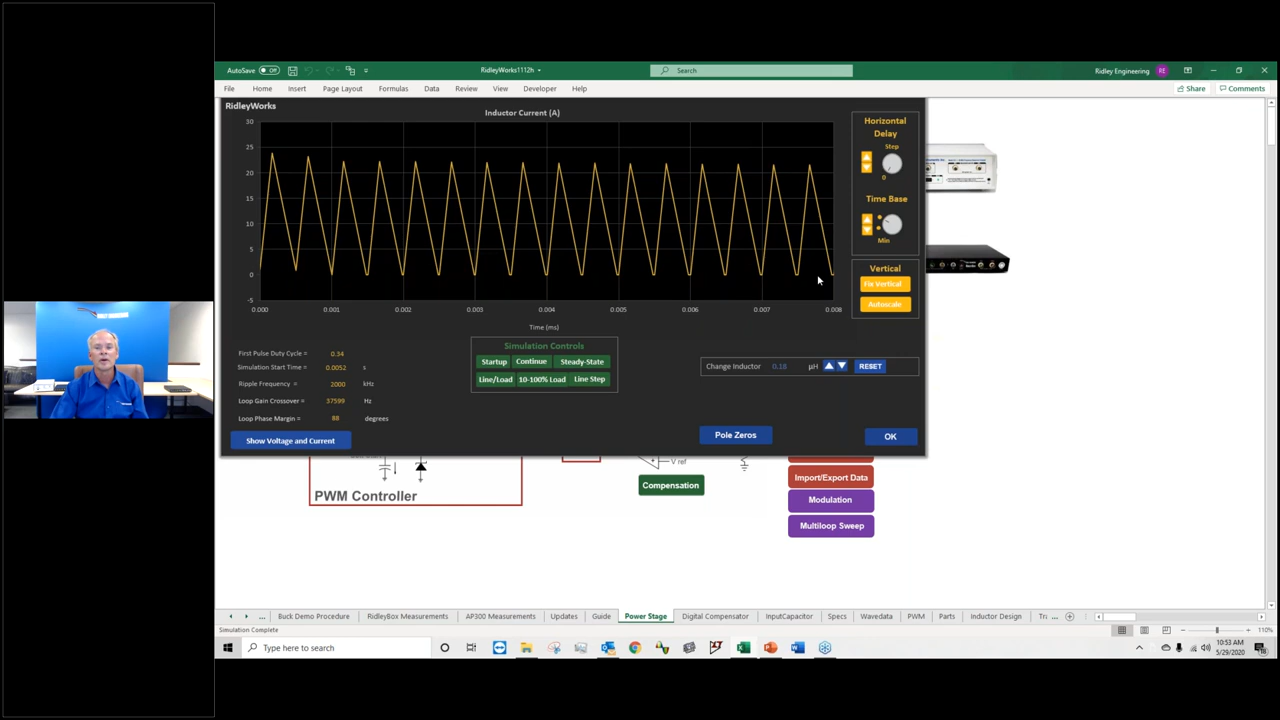 AutoSave Off
RidleyWorks1112h
Search
Ridley Engineering RE
File Home Insert Page Layout Formulas Data Review View Developer Help
Share Comments
RidleyWorks
Inductor Current (A)
30
25
20
15
10
5
0
-5
0.000 0.001 0.002 0.003 0.004 0.005 0.006 0.007 0.008
Time (ms)
Horizontal
Delay
Step
0
Time Base
Min
Vertical
Fix Vertical
Autoscale
First Pulse Duty Cycle = 0.34
Simulation Start Time = 0.0052 s
Ripple Frequency = 2000 kHz
Loop Gain Crossover = 37599 Hz
Loop Phase Margin = 88 degrees
Show Voltage and Current
Simulation Controls
Startup Continue Steady-State
Line/Load 10-100% Load Line Step
Change Inductor 0.18 µH RESET
Pole Zeros
OK
PWM Controller
V ref
Compensation
Import/Export Data
Modulation
Multiloop Sweep
... Buck Demo Procedure RidleyBox Measurements AP300 Measurements Updates Guide Power Stage Digital Compensator InputCapacitor Specs Wavedata PWM Parts Inductor Design Tr ...
Simulation Complete
110%
Type here to search
10:53 AM
5/29/2020